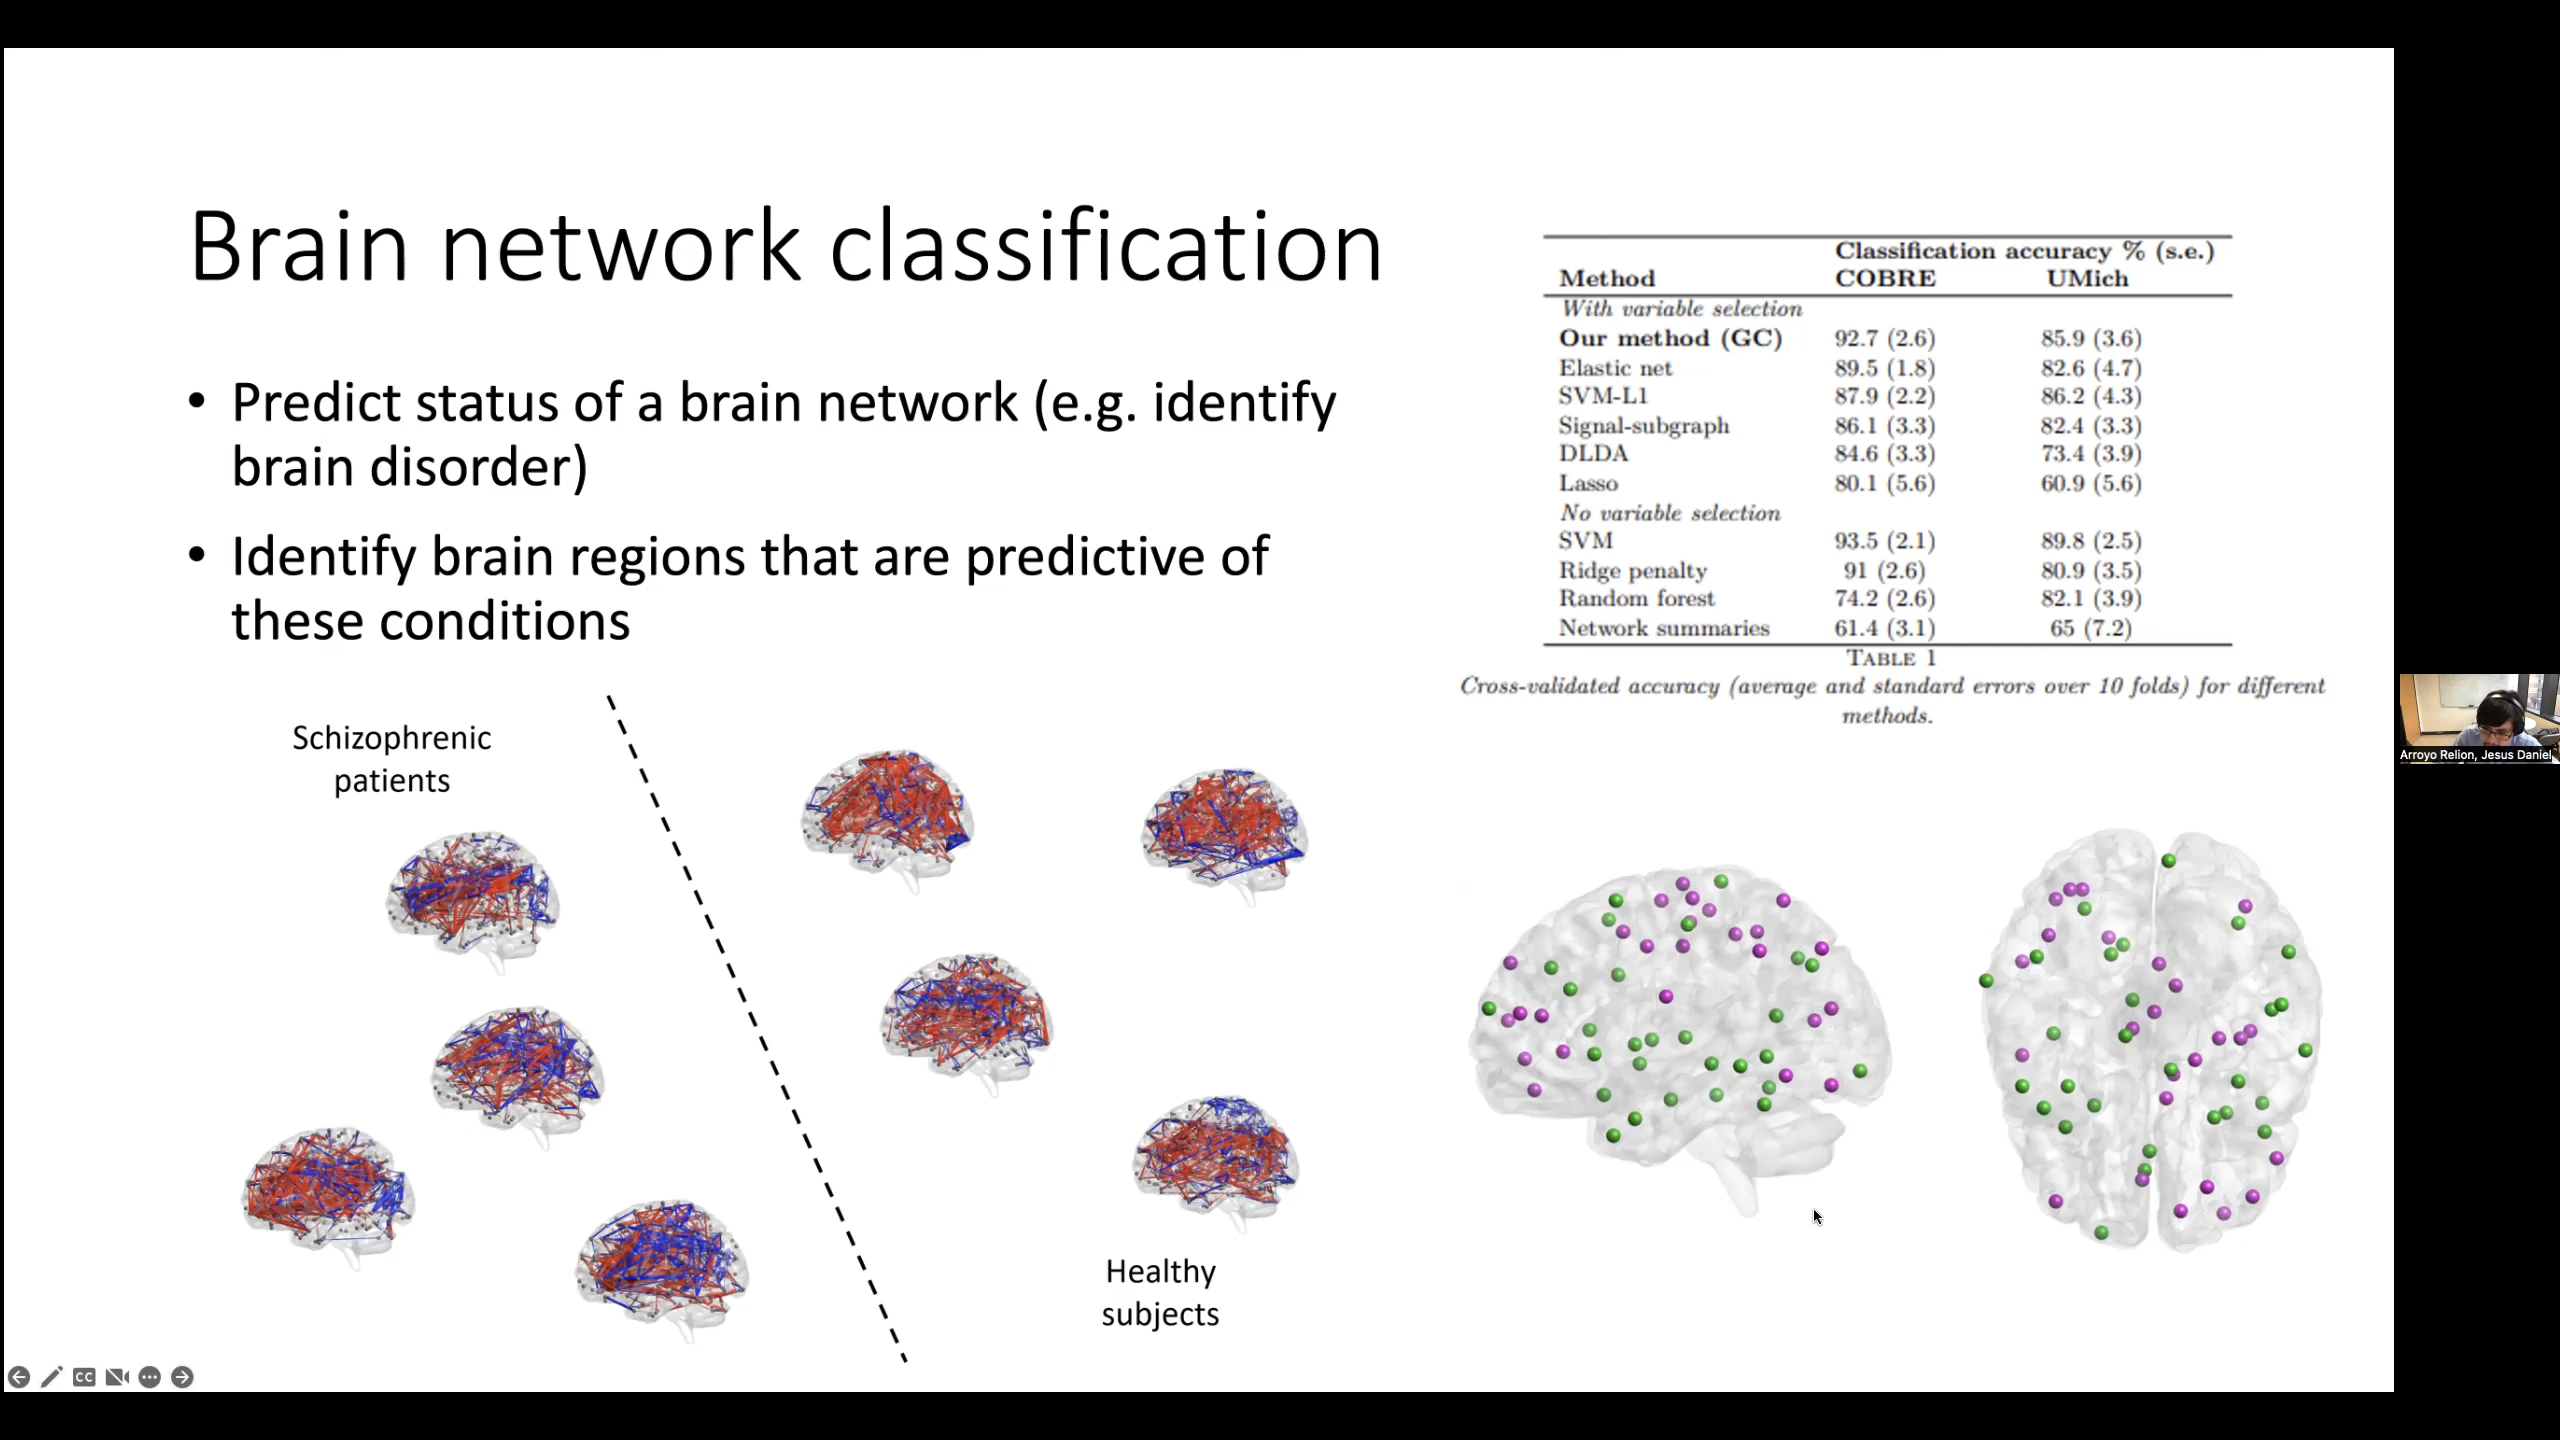 Brain network classification
• Predict status of a brain network (e.g. identify
brain disorder)
• Identify brain regions that are predictive of
these conditions
Schizophrenic
patients
Healthy
subjects
Classification accuracy % (s.e.)
Method COBRE UMich
With variable selection
Our method (GC) 92.7 (2.6) 85.9 (3.6)
Elastic net 89.5 (1.8) 82.6 (4.7)
SVM-L1 87.9 (2.2) 86.2 (4.3)
Signal-subgraph 86.1 (3.3) 82.4 (3.3)
DLDA 84.6 (3.3) 73.4 (3.9)
Lasso 80.1 (5.6) 60.9 (5.6)
No variable selection
SVM 93.5 (2.1) 89.8 (2.5)
Ridge penalty 91 (2.6) 80.9 (3.5)
Random forest 74.2 (2.6) 82.1 (3.9)
Network summaries 61.4 (3.1) 65 (7.2)
TABLE 1
Cross-validated accuracy (average and standard errors over 10 folds) for different
methods.
Arroyo Relion, Jesus Daniel
CC